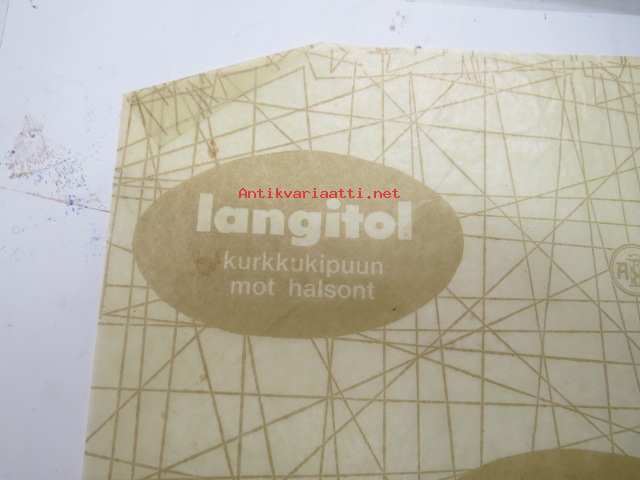 Antikvariaatti.net
langitol
kurkkukipuun
mot halsont